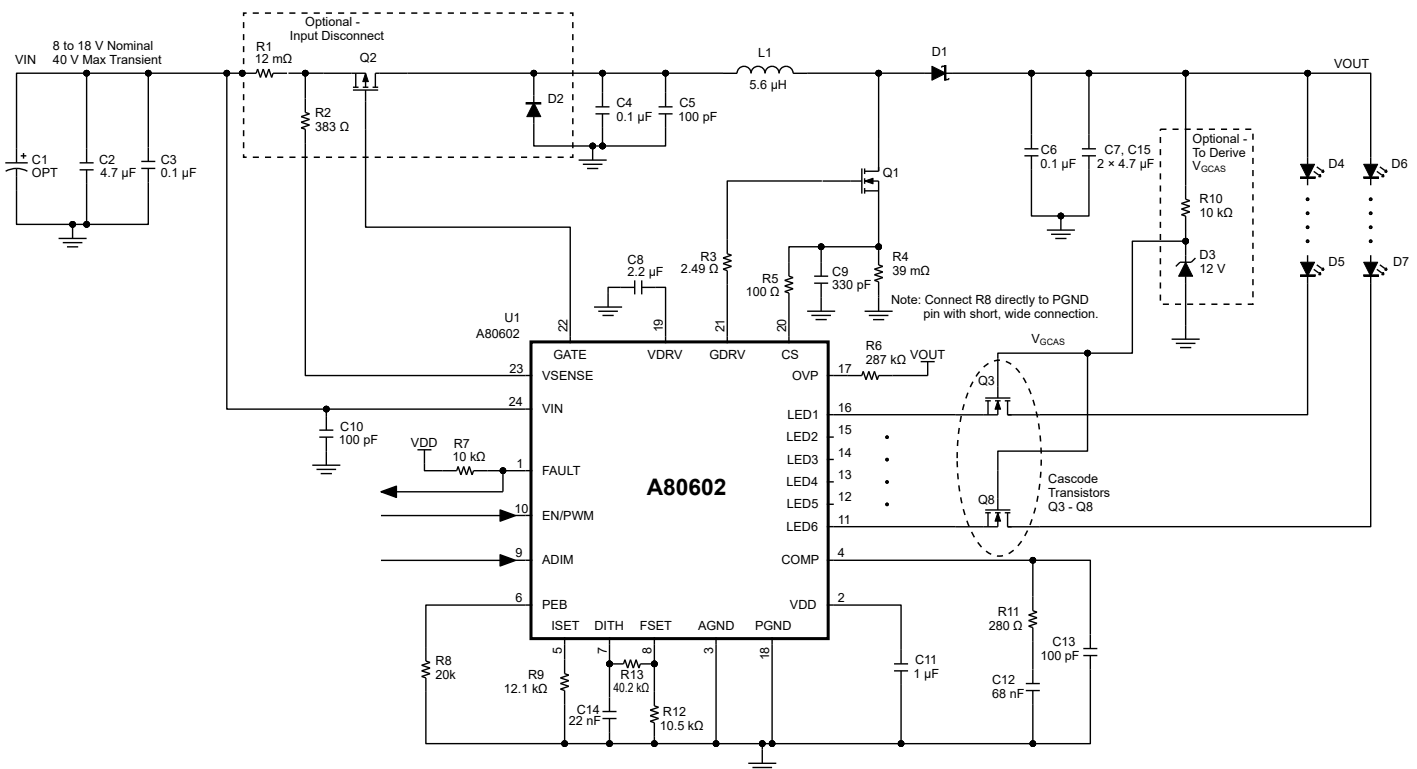 Optional -
Input Disconnect
8 to 18 V Nominal
40 V Max Transient
VIN
R1
12 mΩ
Q2
L1
5.6 µH
D1
VOUT
R2
383 Ω
D2
C4
0.1 µF
C5
100 pF
+
C1
OPT
C2
4.7 µF
C3
0.1 µF
Q1
C6
0.1 µF
C7, C15
2 × 4.7 µF
Optional -
To Derive
VGCAS
R10
10 kΩ
D3
12 V
D4
D6
D5
D7
R3
2.49 Ω
C8
2.2 µF
R5
100 Ω
C9
330 pF
R4
39 mΩ
Note: Connect R8 directly to PGND
pin with short, wide connection.
U1
A80602
22
19
21
20
GATE
VDRV
GDRV
CS
VGCAS
R6
287 kΩ
VOUT
23
VSENSE
OVP
17
24
VIN
Q3
LED1
16
C10
100 pF
LED2
15
LED3
14
LED4
13
LED5
12
LED6
11
VDD
R7
10 kΩ
1
FAULT
A80602
Cascode
Transistors
Q3 - Q8
Q8
10
EN/PWM
9
ADIM
COMP
4
6
PEB
VDD
2
ISET
DITH
FSET
AGND
PGND
5
7
8
3
18
R8
20k
R9
12.1 kΩ
R13
40.2 kΩ
C14
22 nF
R12
10.5 kΩ
C11
1 µF
R11
280 Ω
C12
68 nF
C13
100 pF